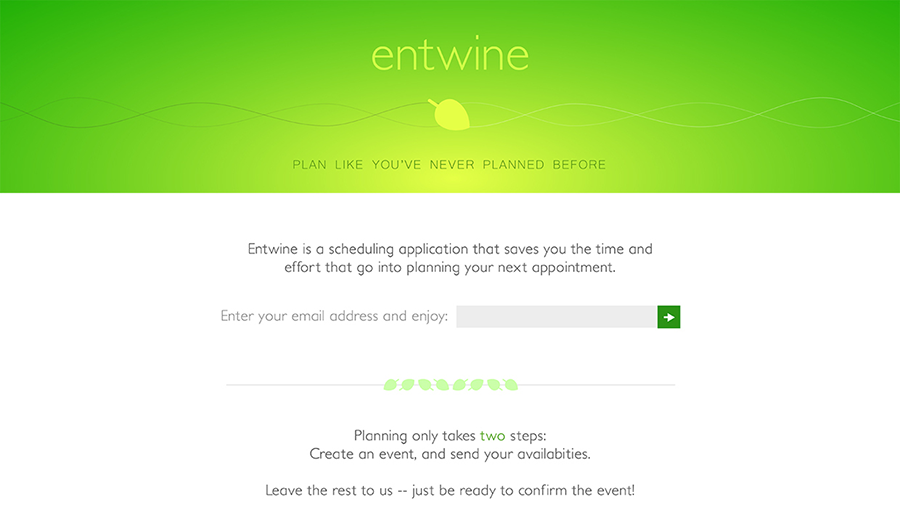 entwine
PLAN LIKE YOU'VE NEVER PLANNED BEFORE
Entwine is a scheduling application that saves you the time and
effort that go into planning your next appointment.
Enter your email address and enjoy:
Planning only takes two steps:
Create an event, and send your availabities.
Leave the rest to us -- just be ready to confirm the event!